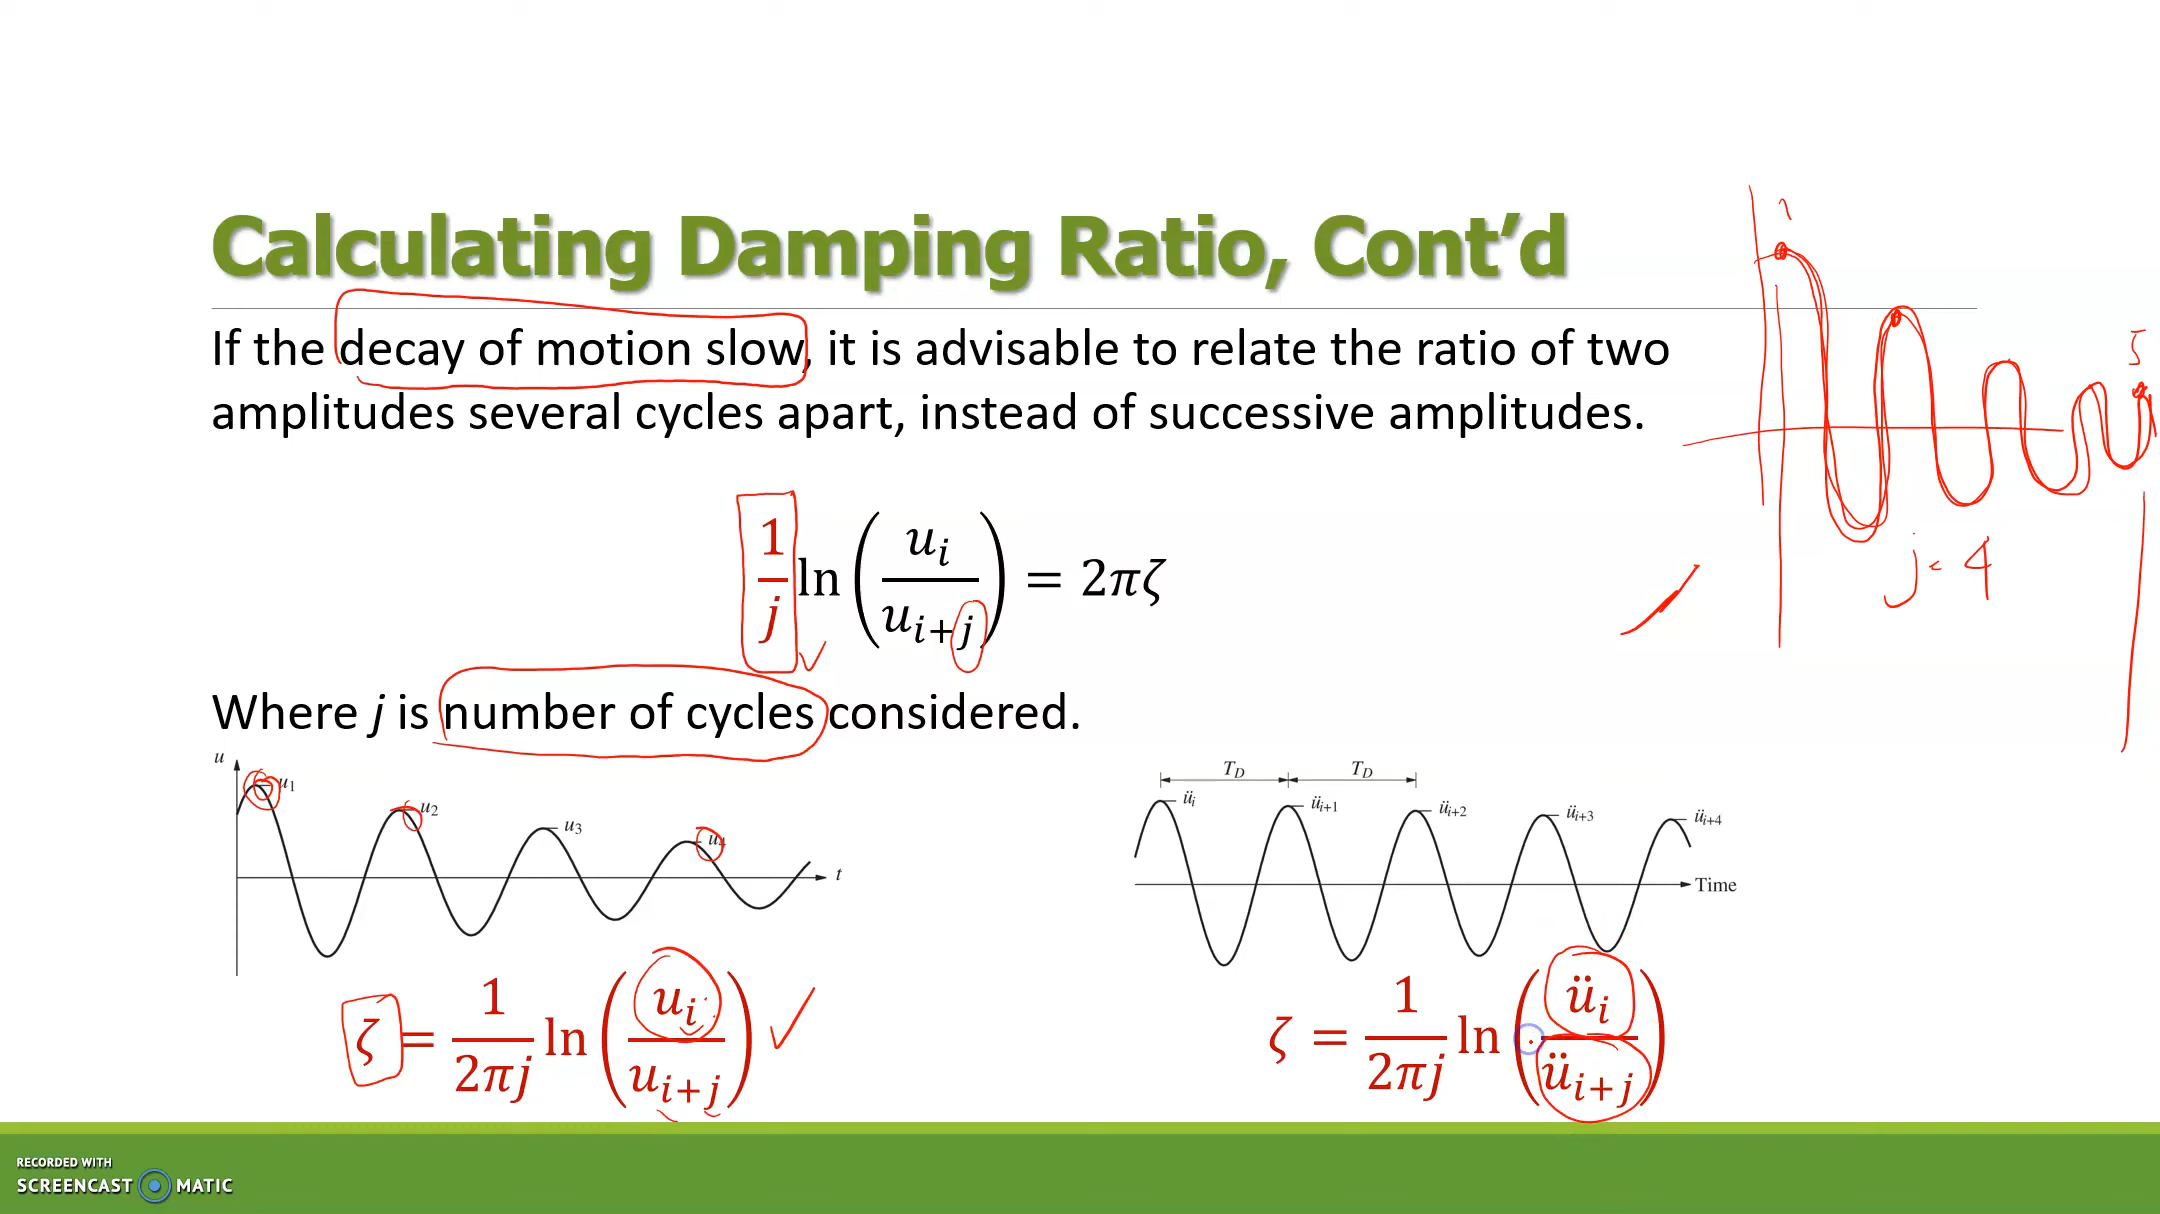 Calculating Damping Ratio, Cont’d
If the decay of motion slow, it is advisable to relate the ratio of two
amplitudes several cycles apart, instead of successive amplitudes.
1/j ln(u_i/u_{i+j}) = 2πζ
Where j is number of cycles considered.
u
u1
u2
u3
u4
t
ζ = 1/(2πj) ln(u_i/u_{i+j})
T_D T_D
ü_i
ü_{i+1}
ü_{i+2}
ü_{i+3}
ü_{i+4}
Time
ζ = 1/(2πj) ln(ü_i/ü_{i+j})
5
j= 4
RECORDED WITH
SCREENCAST MATIC